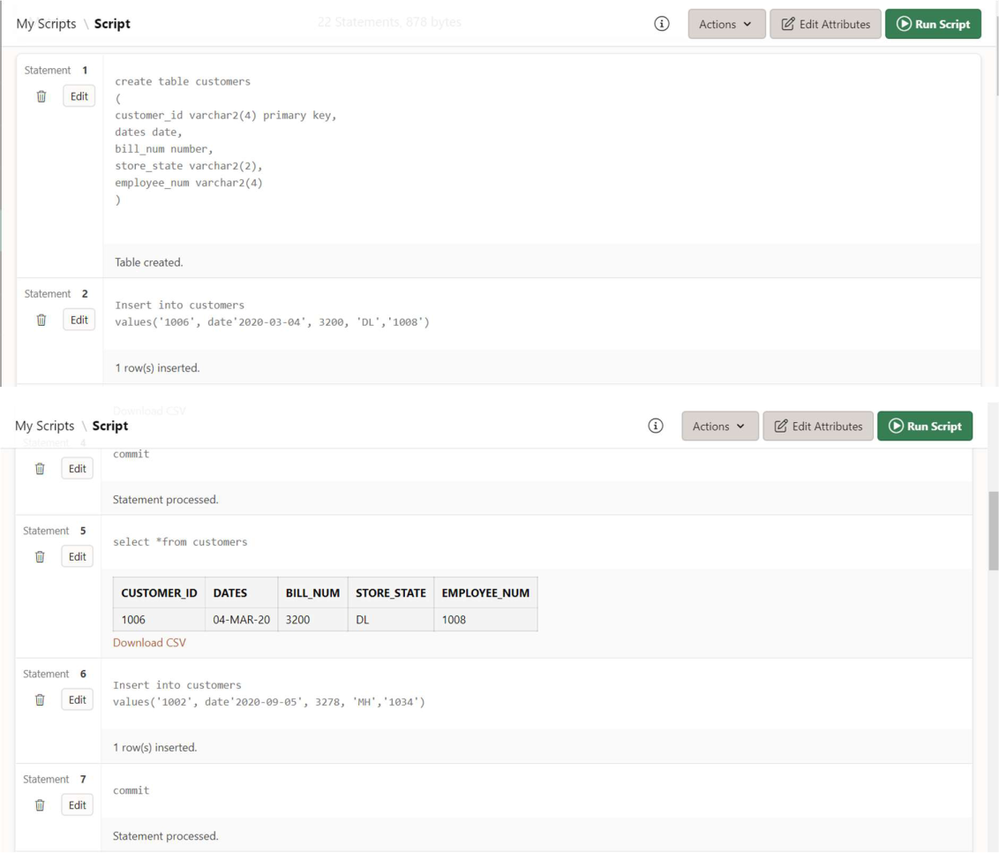 My Scripts \ Script
22 Statements, 878 bytes
Actions
Edit Attributes
Run Script
Statement 1
Edit
create table customers
(
customer_id varchar2(4) primary key,
dates date,
bill_num number,
store_state varchar2(2),
employee_num varchar2(4)
)
Table created.
Statement 2
Edit
Insert into customers
values('1006', date'2020-03-04', 3200, 'DL','1008')
1 row(s) inserted.
Download CSV
My Scripts \ Script
Actions
Edit Attributes
Run Script
Statement 4
Edit
commit
Statement processed.
Statement 5
Edit
select *from customers
CUSTOMER_ID DATES BILL_NUM STORE_STATE EMPLOYEE_NUM
1006 04-MAR-20 3200 DL 1008
Download CSV
Statement 6
Edit
Insert into customers
values('1002', date'2020-09-05', 3278, 'MH','1034')
1 row(s) inserted.
Statement 7
Edit
commit
Statement processed.